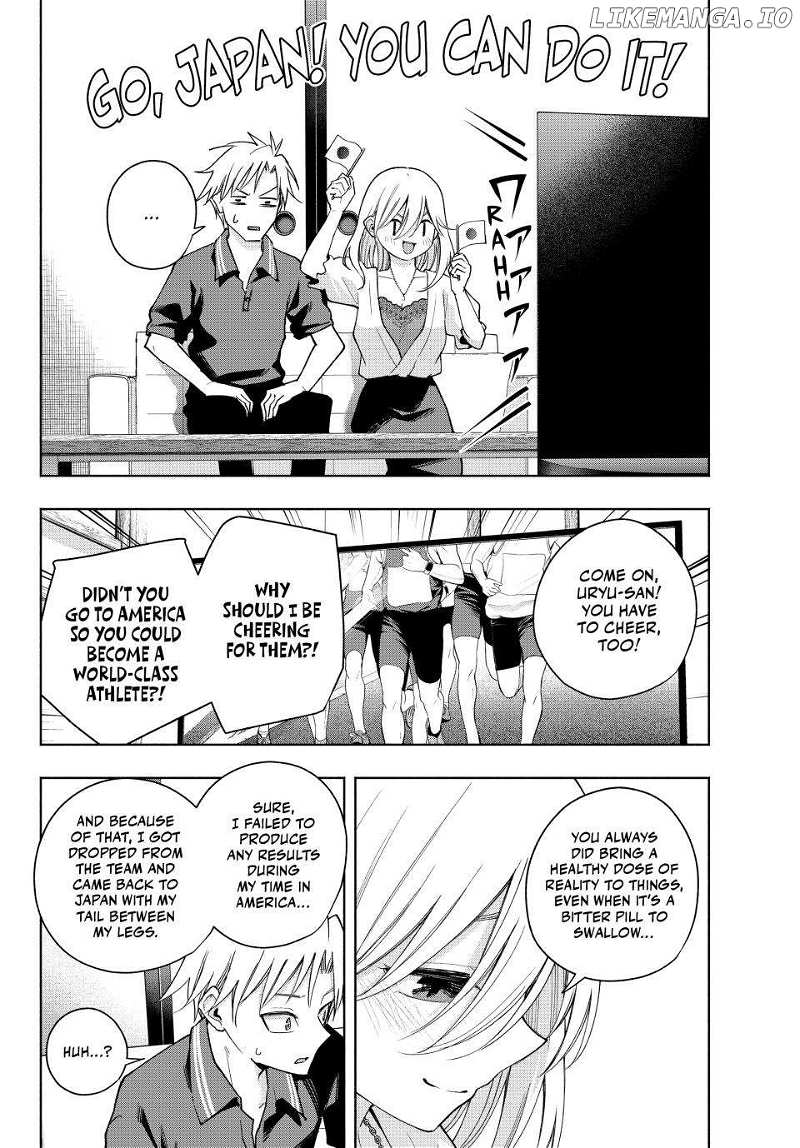 LIKEMANGA.IO
GO, JAPAN! YOU CAN DO IT!
ワアアアアア
RAHH
...
COME ON,
URYU-SAN!
YOU HAVE
TO CHEER,
TOO!
WHY
SHOULD I BE
CHEERING
FOR THEM?!
DIDN'T YOU
GO TO AMERICA
SO YOU COULD
BECOME A
WORLD-CLASS
ATHLETE?!
YOU ALWAYS
DID BRING A
HEALTHY DOSE OF
REALITY TO THINGS,
EVEN WHEN IT'S A
BITTER PILL TO
SWALLOW...
SURE,
I FAILED TO
PRODUCE
ANY RESULTS
DURING
MY TIME IN
AMERICA...
AND BECAUSE
OF THAT, I GOT
DROPPED FROM
THE TEAM AND
CAME BACK TO
JAPAN WITH MY
TAIL BETWEEN
MY LEGS.
HUH...?